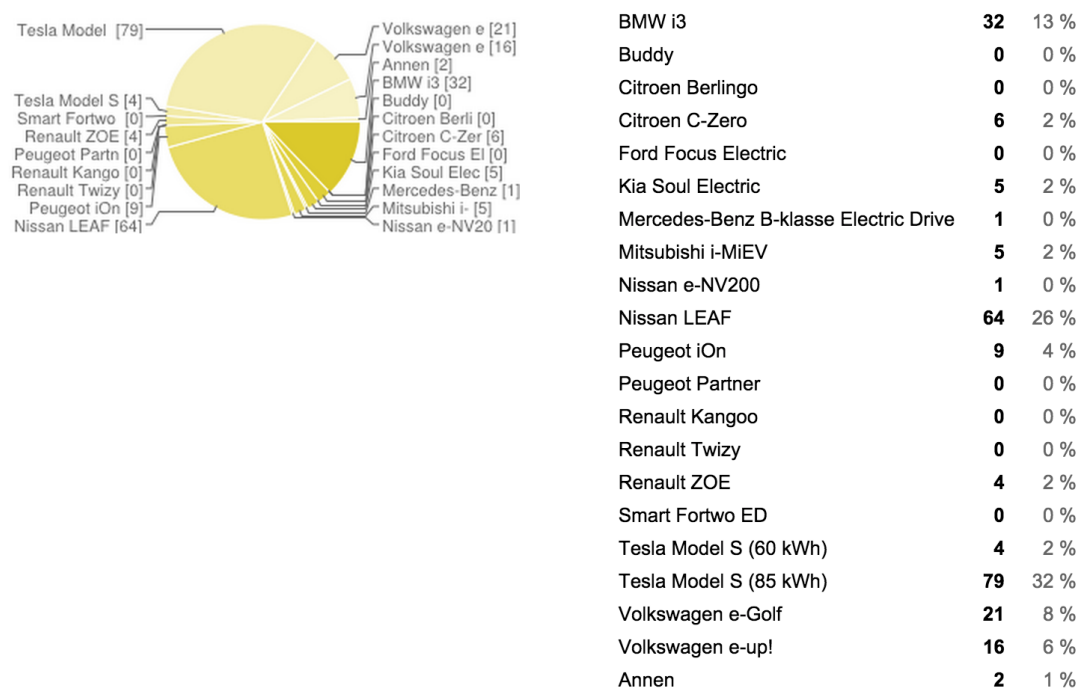 Tesla Model [79]
Tesla Model S [4]
Smart Fortwo [0]
Renault ZOE [4]
Peugeot Partn [0]
Renault Kango [0]
Renault Twizy [0]
Peugeot iOn [9]
Nissan LEAF [64]
Volkswagen e [21]
Volkswagen e [16]
Annen [2]
BMW i3 [32]
Buddy [0]
Citroen Berli [0]
Citroen C-Zer [6]
Ford Focus El [0]
Kia Soul Elec [5]
Mercedes-Benz [1]
Mitsubishi i- [5]
Nissan e-NV20 [1]
BMW i3 32 13 %
Buddy 0 0 %
Citroen Berlingo 0 0 %
Citroen C-Zero 6 2 %
Ford Focus Electric 0 0 %
Kia Soul Electric 5 2 %
Mercedes-Benz B-klasse Electric Drive 1 0 %
Mitsubishi i-MiEV 5 2 %
Nissan e-NV200 1 0 %
Nissan LEAF 64 26 %
Peugeot iOn 9 4 %
Peugeot Partner 0 0 %
Renault Kangoo 0 0 %
Renault Twizy 0 0 %
Renault ZOE 4 2 %
Smart Fortwo ED 0 0 %
Tesla Model S (60 kWh) 4 2 %
Tesla Model S (85 kWh) 79 32 %
Volkswagen e-Golf 21 8 %
Volkswagen e-up! 16 6 %
Annen 2 1 %